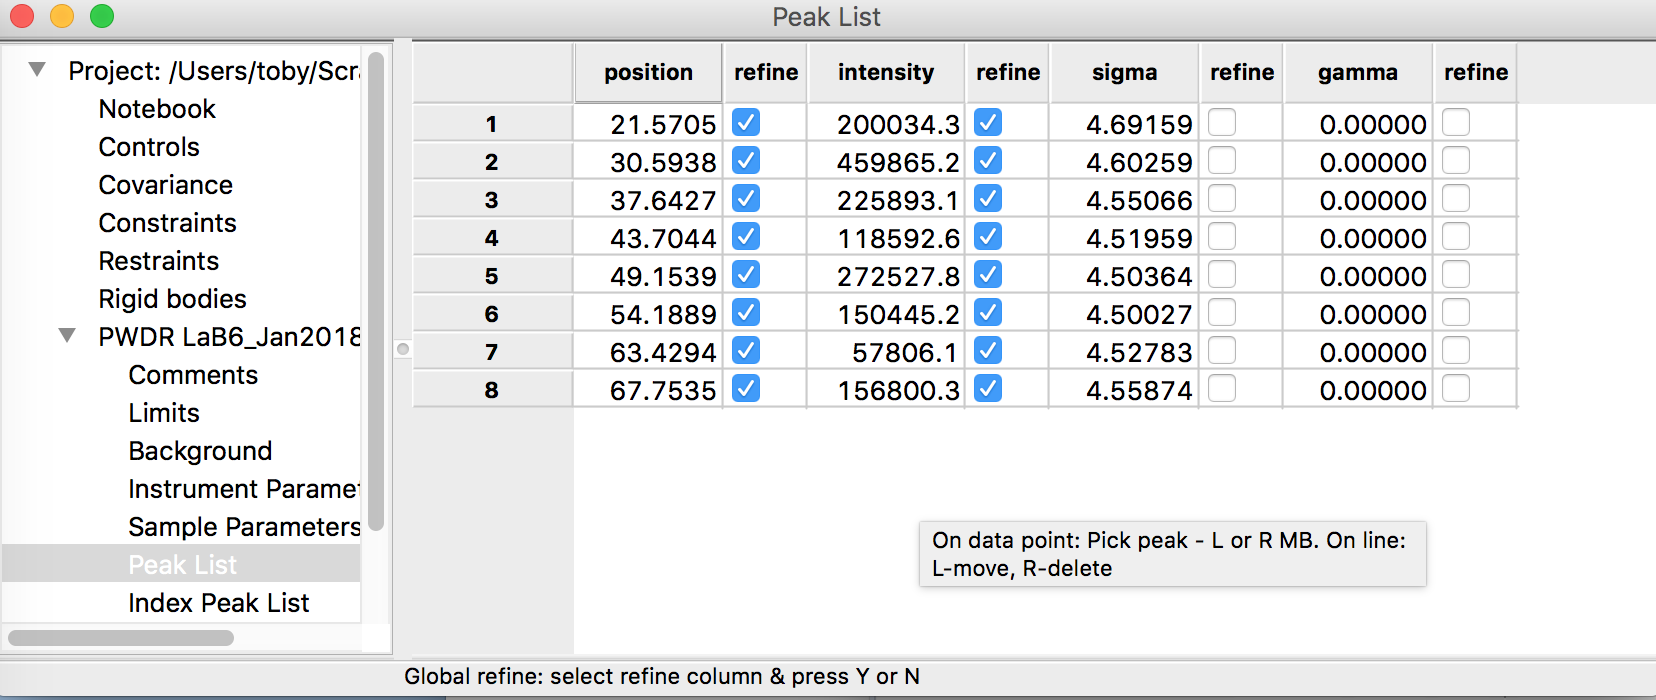 Peak List
Project: /Users/toby/Scr
Notebook
Controls
Covariance
Constraints
Restraints
Rigid bodies
PWDR LaB6_Jan2018
Comments
Limits
Background
Instrument Paramet
Sample Parameters
Peak List
Index Peak List
position refine intensity refine sigma refine gamma refine
1 21.5705 200034.3 4.69159 0.00000
2 30.5938 459865.2 4.60259 0.00000
3 37.6427 225893.1 4.55066 0.00000
4 43.7044 118592.6 4.51959 0.00000
5 49.1539 272527.8 4.50364 0.00000
6 54.1889 150445.2 4.50027 0.00000
7 63.4294 57806.1 4.52783 0.00000
8 67.7535 156800.3 4.55874 0.00000
On data point: Pick peak - L or R MB. On line:
L-move, R-delete
Global refine: select refine column & press Y or N